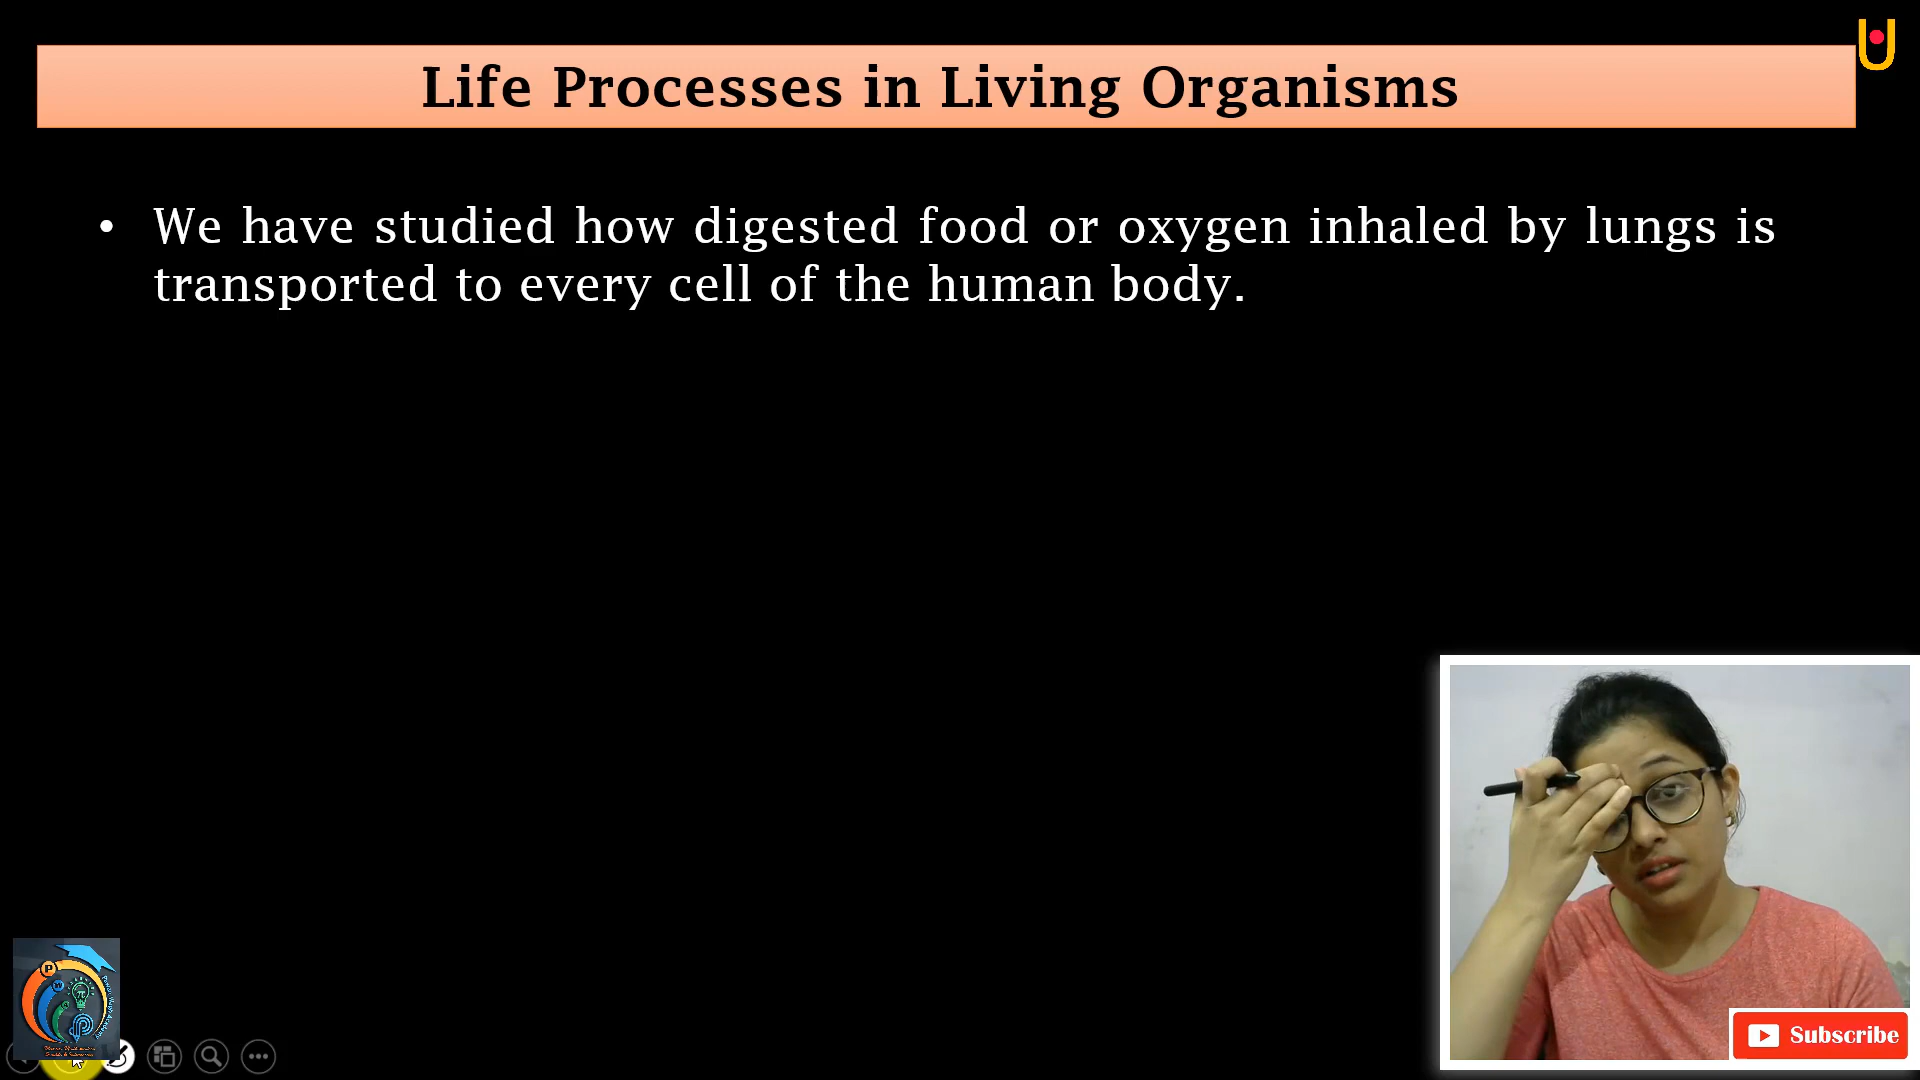 Life Processes in Living Organisms
• We have studied how digested food or oxygen inhaled by lungs is
transported to every cell of the human body.
Subscribe